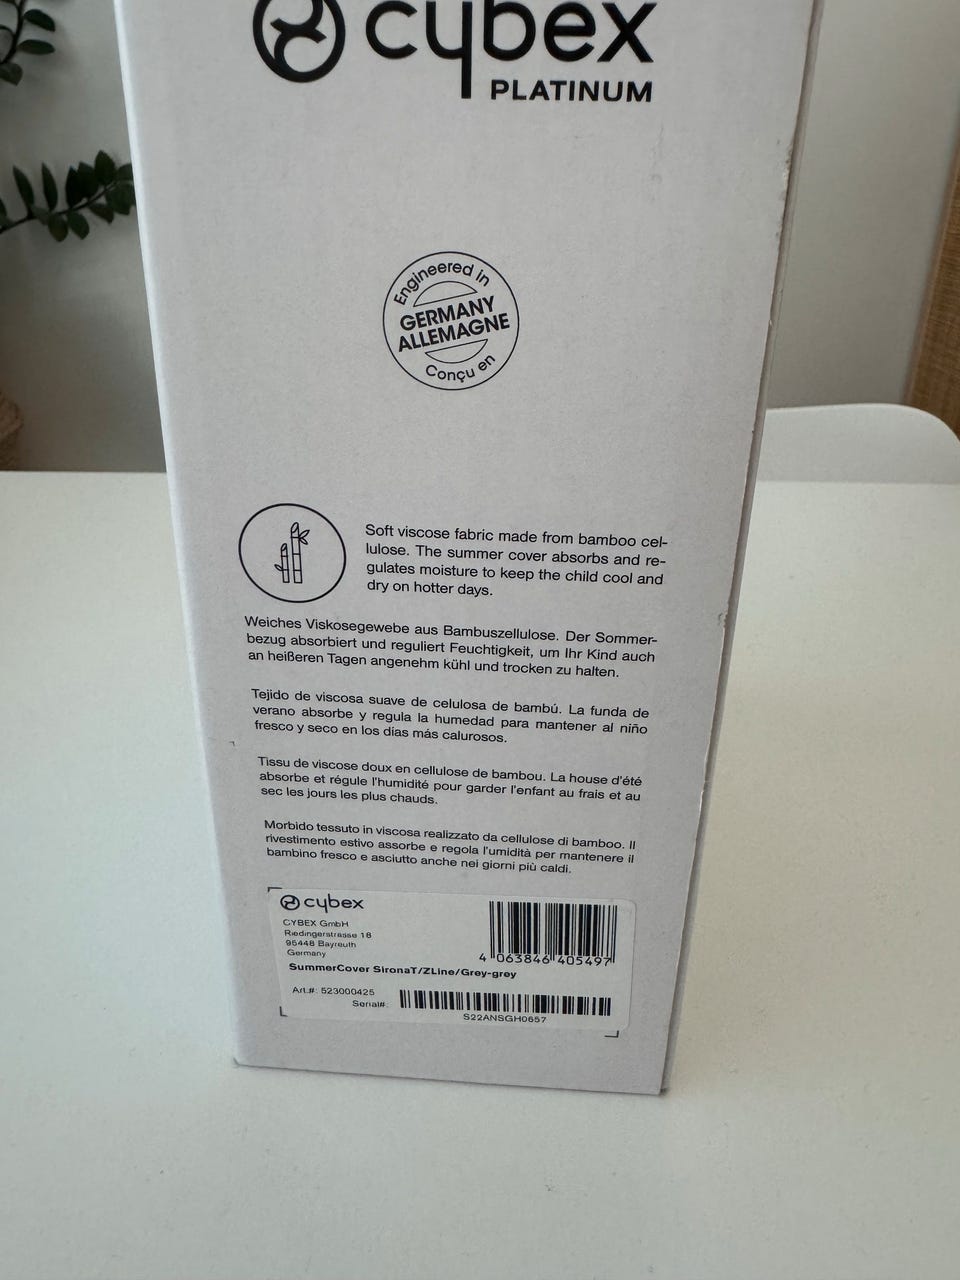 cybex
PLATINUM
Engineered in
GERMANY
ALLEMAGNE
Conçu en
Soft viscose fabric made from bamboo cel-
lulose. The summer cover absorbs and re-
gulates moisture to keep the child cool and
dry on hotter days.
Weiches Viskosegewebe aus Bambuszellulose. Der Sommer-
bezug absorbiert und reguliert Feuchtigkeit, um Ihr Kind auch
an heißeren Tagen angenehm kühl und trocken zu halten.
Tejido de viscosa suave de celulosa de bambú. La funda de
verano absorbe y regula la humedad para mantener al niño
fresco y seco en los días más calurosos.
Tissu de viscose doux en cellulose de bambou. La house d'été
absorbe et régule l'humidité pour garder l'enfant au frais et au
sec les jours les plus chauds.
Morbido tessuto in viscosa realizzato da cellulose di bamboo. Il
rivestimento estivo assorbe e regola l'umidità per mantenere il
bambino fresco e asciutto anche nei giorni più caldi.
cybex
CYBEX GmbH
Riedingerstrasse 18
95448 Bayreuth
Germany
4 063846 405497
SummerCover SironaT/ZLine/Grey-grey
Art.#: 523000425
Serial#:
S22ANSGH0657